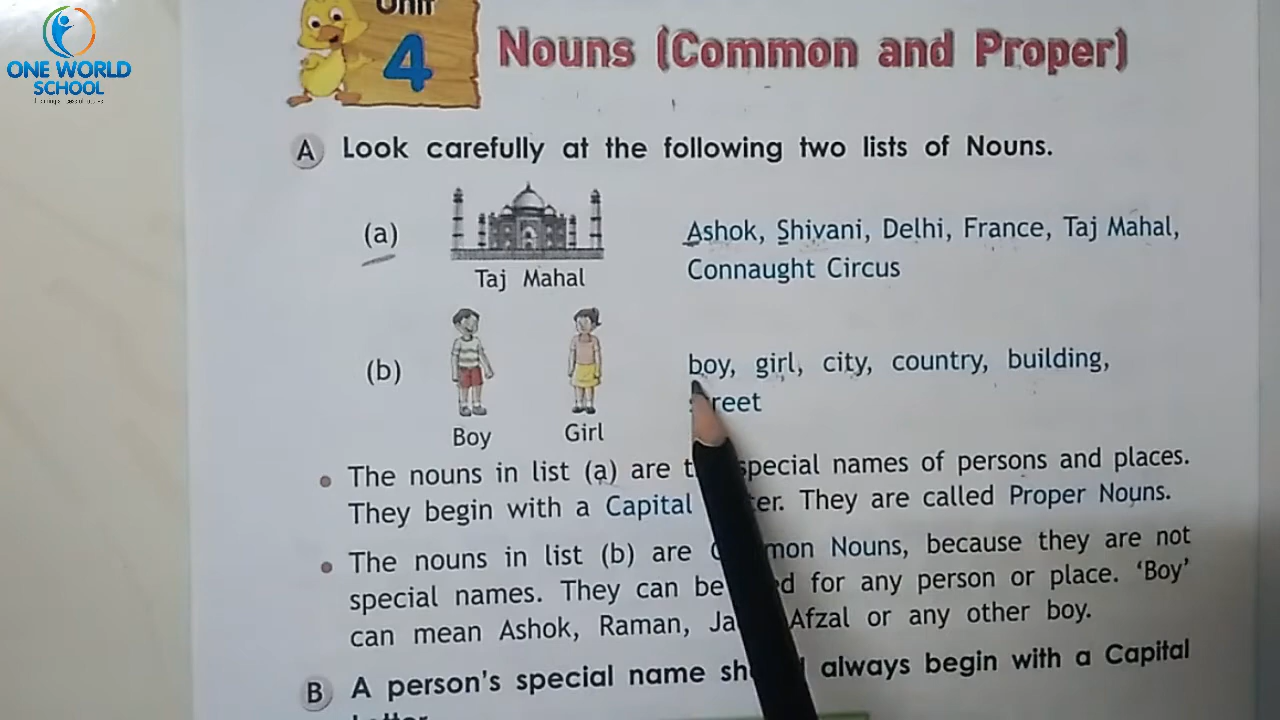 ONE WORLD
SCHOOL
Unit
4
Nouns (Common and Proper)
A Look carefully at the following two lists of Nouns.
(a)
Taj Mahal
Ashok, Shivani, Delhi, France, Taj Mahal,
Connaught Circus
(b)
Boy
Girl
boy, girl, city, country, building,
reet
• The nouns in list (a) are special names of persons and places.
They begin with a Capital ter. They are called Proper Nouns.
• The nouns in list (b) are mon Nouns, because they are not
special names. They can be d for any person or place. ‘Boy’
can mean Ashok, Raman, Ja Afzal or any other boy.
B A person’s special name sh always begin with a Capital